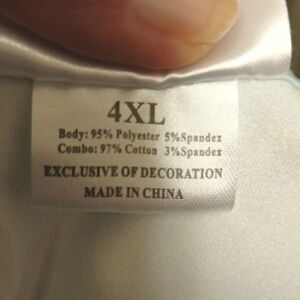 4XL
Body: 95% Polyester 5%Spandex
Combo: 97% Cotton 3%Spandex
EXCLUSIVE OF DECORATION
MADE IN CHINA